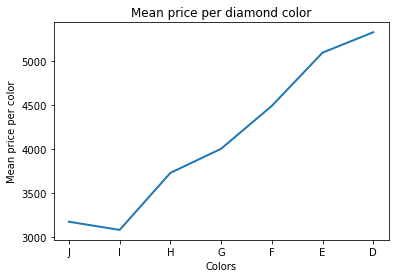 Mean price per diamond color
Mean price per color
5000
4500
4000
3500
3000
J I H G F E D
Colors